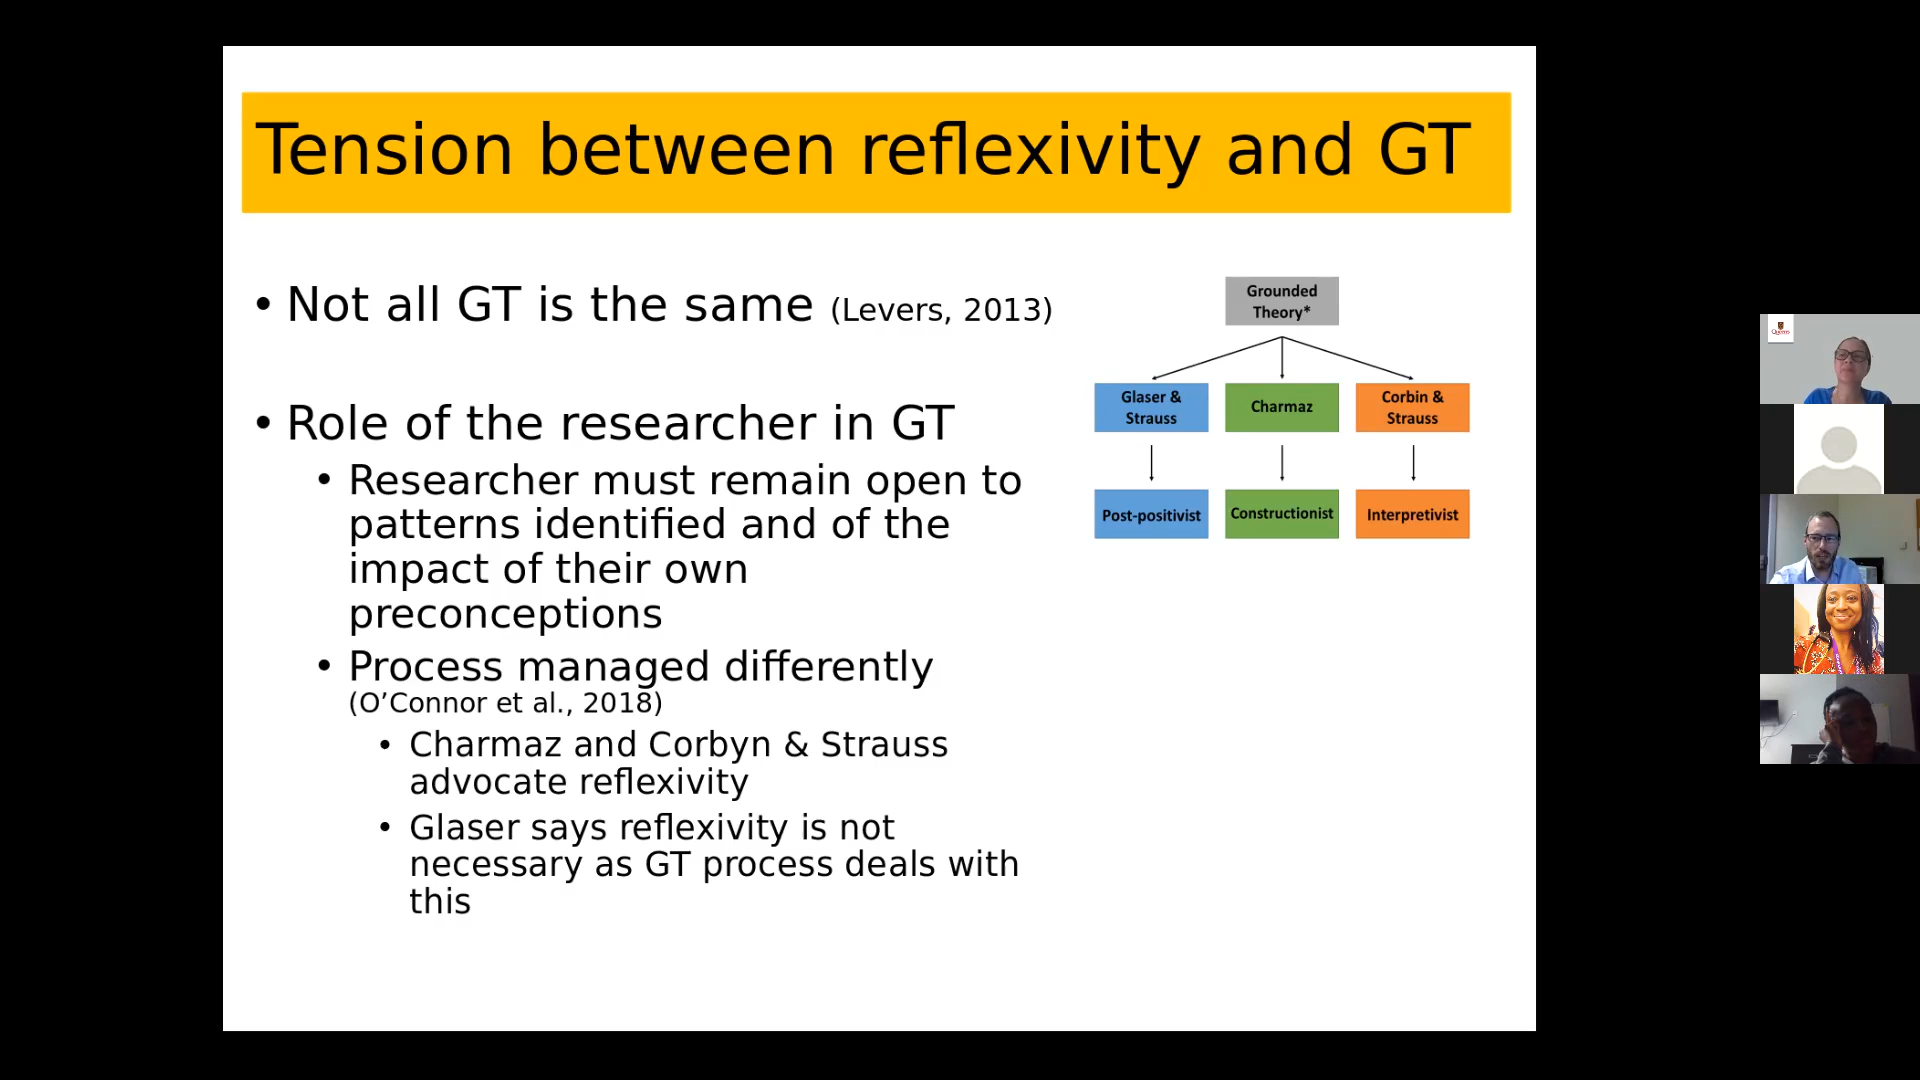 Tension between reflexivity and GT
• Not all GT is the same (Levers, 2013)
• Role of the researcher in GT
• Researcher must remain open to
patterns identified and of the
impact of their own
preconceptions
• Process managed differently
(O’Connor et al., 2018)
• Charmaz and Corbyn & Strauss
advocate reflexivity
• Glaser says reflexivity is not
necessary as GT process deals with
this
Grounded
Theory*
Glaser &
Strauss
Charmaz
Corbin &
Strauss
Post-positivist
Constructionist
Interpretivist
Queen's